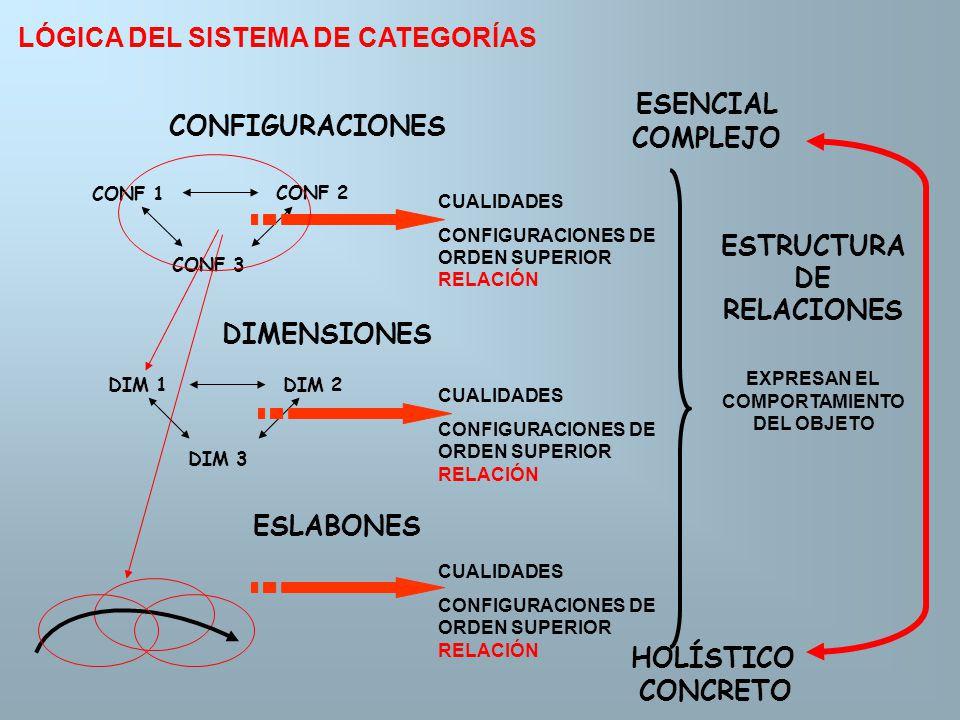 LÓGICA DEL SISTEMA DE CATEGORÍAS
CONFIGURACIONES
CONF 1
CONF 2
CONF 3
CUALIDADES
CONFIGURACIONES DE
ORDEN SUPERIOR
RELACIÓN
DIMENSIONES
DIM 1
DIM 2
DIM 3
CUALIDADES
CONFIGURACIONES DE
ORDEN SUPERIOR
RELACIÓN
ESLABONES
CUALIDADES
CONFIGURACIONES DE
ORDEN SUPERIOR
RELACIÓN
ESENCIAL
COMPLEJO
ESTRUCTURA
DE
RELACIONES
EXPRESAN EL
COMPORTAMIENTO
DEL OBJETO
HOLÍSTICO
CONCRETO